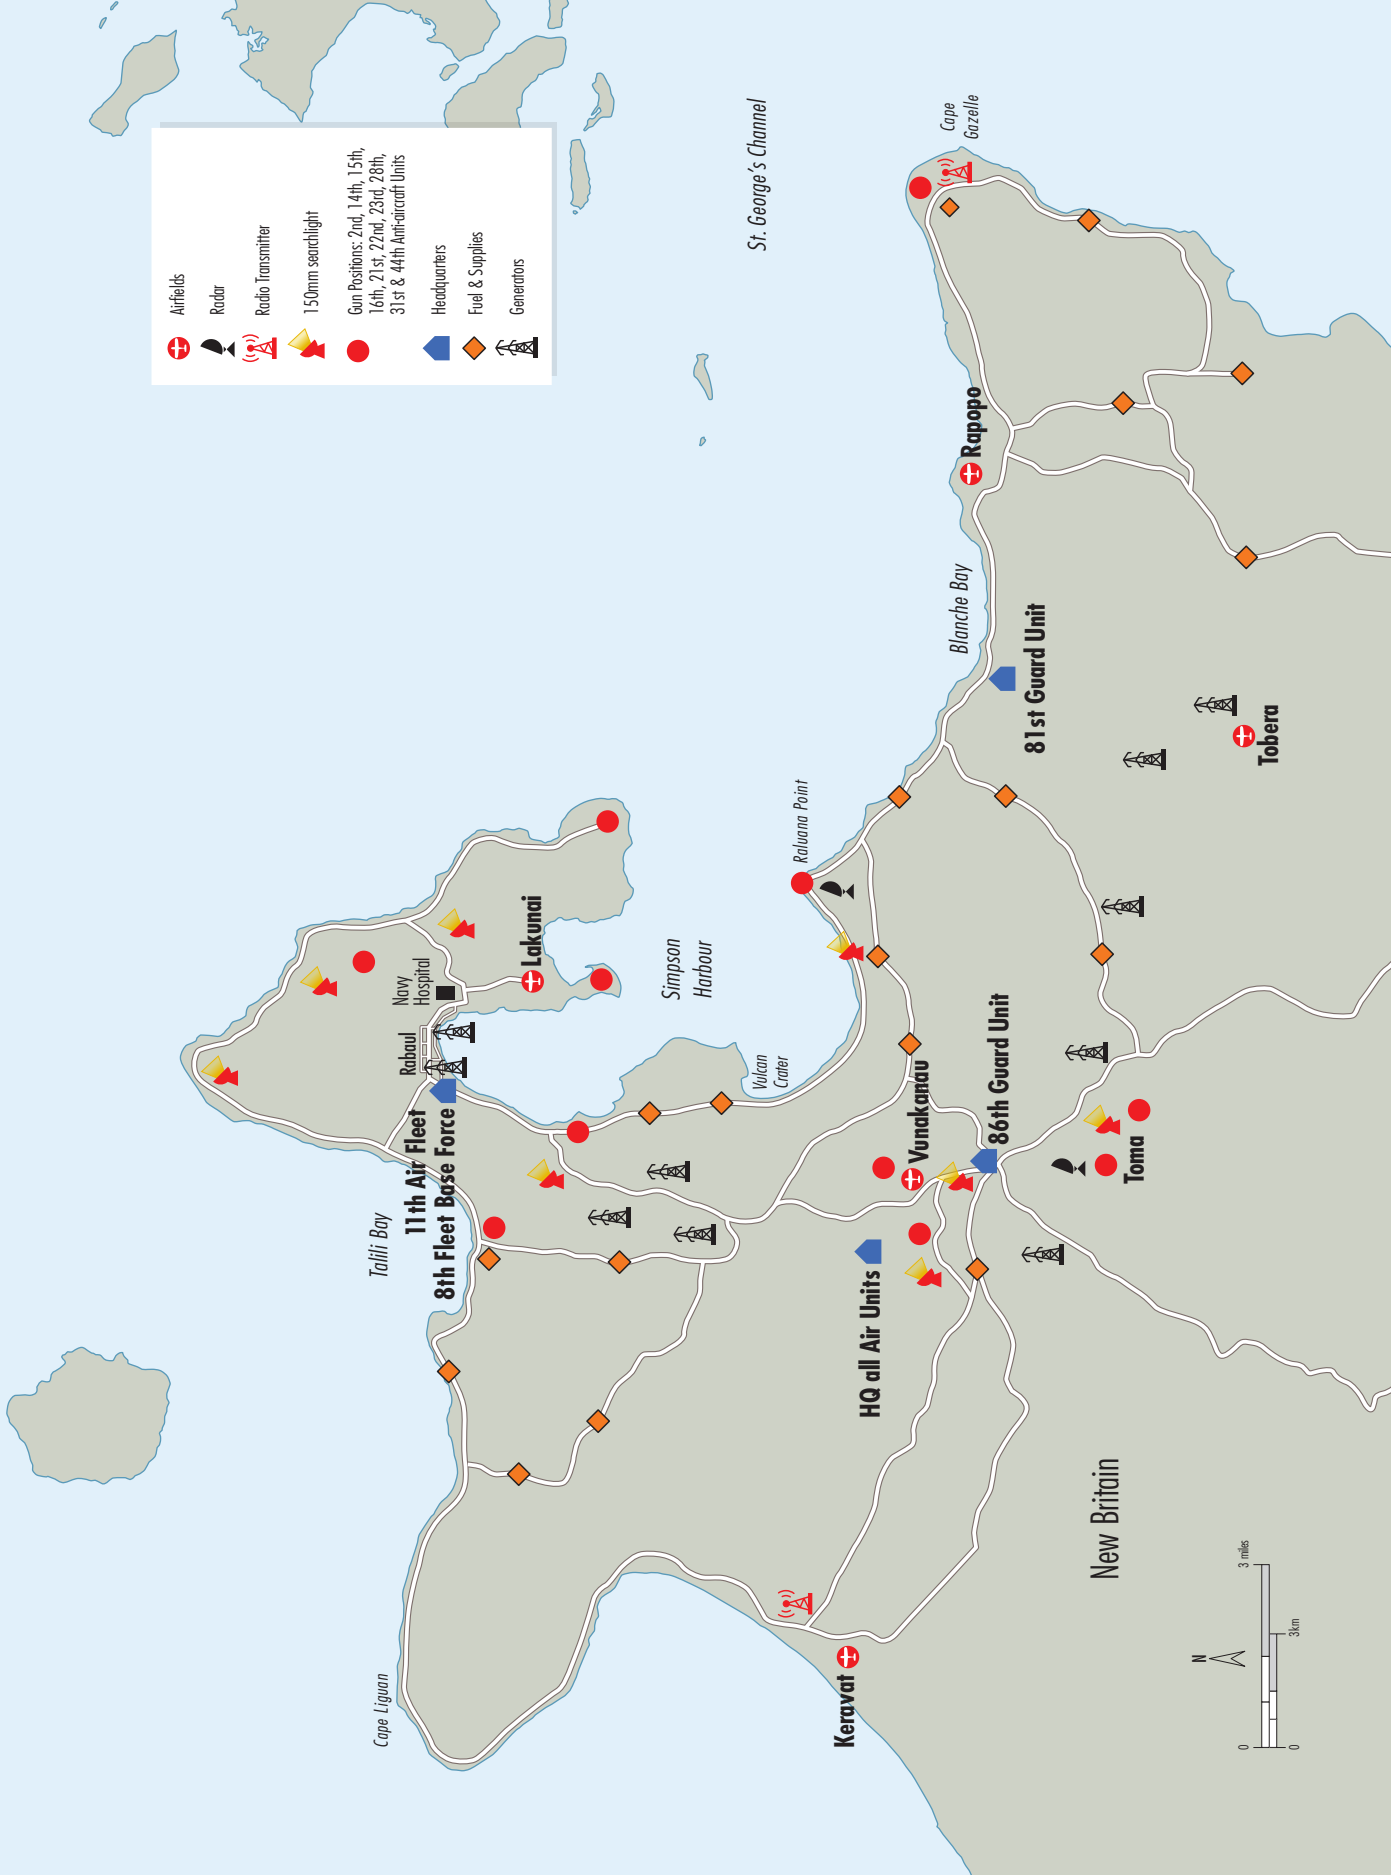 Airfields
Radar
Radio Transmitter
150mm searchlight
Gun Positions: 2nd, 14th, 15th,
16th, 21st, 22nd, 23rd, 28th,
31st & 44th Anti-aircraft Units
Headquarters
Fuel & Supplies
Generators
St. George's Channel
Cape
Gazelle
Rapopo
Blanche Bay
81st Guard Unit
Tobera
Raluana Point
Lakunai
Navy
Hospital
Simpson
Harbour
Rabaul
Vulcan
Crater
11th Air Fleet
8th Fleet Base Force
Talili Bay
Vunakanau
86th Guard Unit
Toma
HQ all Air Units
New Britain
Cape Liguan
Keravat
N
0
3 miles
0
3km